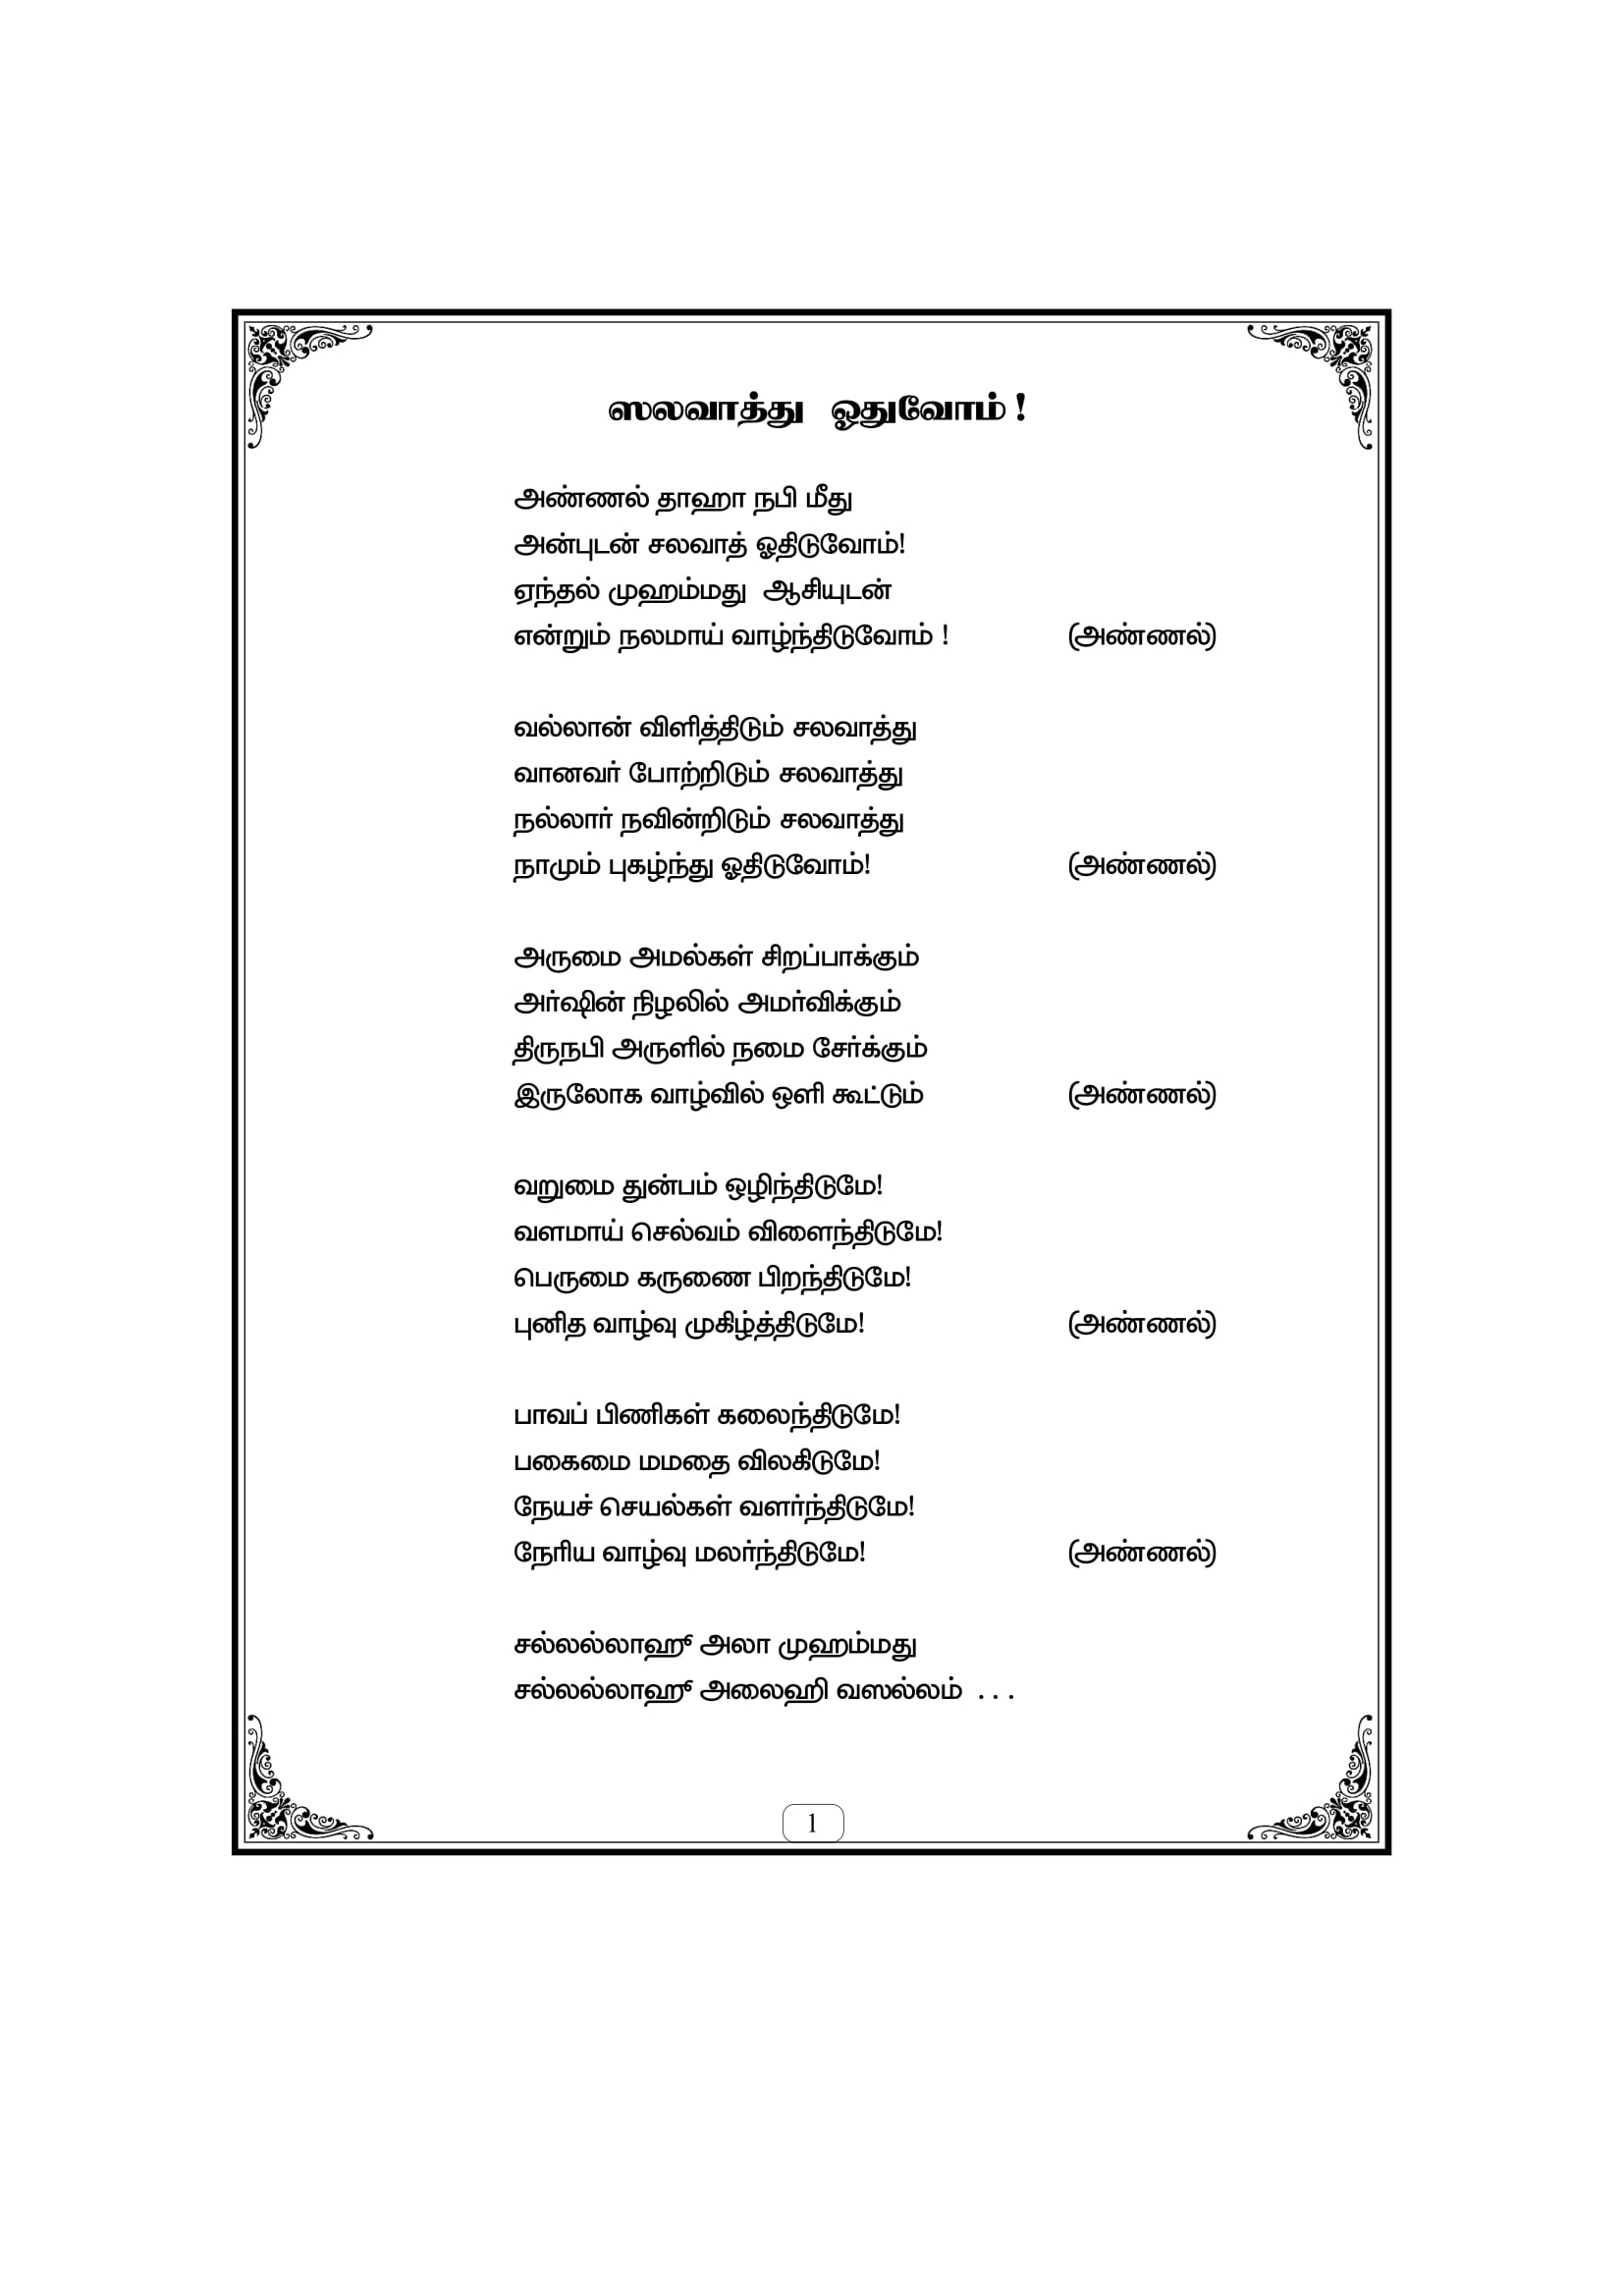 ஸலவாத்து ஓதுவோம் !
அண்ணல் தாஹா நபி மீது
அன்புடன் சலவாத் ஓதிடுவோம்!
ஏந்தல் முஹம்மது ஆசியுடன்
என்றும் நலமாய் வாழ்ந்திடுவோம் ! (அண்ணல்)
வல்லான் விளித்திடும் சலவாத்து
வானவர் போற்றிடும் சலவாத்து
நல்லார் நவின்றிடும் சலவாத்து
நாமும் புகழ்ந்து ஓதிடுவோம்! (அண்ணல்)
அருமை அமல்கள் சிறப்பாக்கும்
அர்ஷின் நிழலில் அமர்விக்கும்
திருநபி அருளில் நமை சேர்க்கும்
இருலோக வாழ்வில் ஒளி கூட்டும் (அண்ணல்)
வறுமை துன்பம் ஒழிந்திடுமே!
வளமாய் செல்வம் விளைந்திடுமே!
பெருமை கருணை பிறந்திடுமே!
புனித வாழ்வு முகிழ்த்திடுமே! (அண்ணல்)
பாவப் பிணிகள் கலைந்திடுமே!
பகைமை மமதை விலகிடுமே!
நேயச் செயல்கள் வளர்ந்திடுமே!
நேரிய வாழ்வு மலர்ந்திடுமே! (அண்ணல்)
சல்லல்லாஹூ அலா முஹம்மது
சல்லல்லாஹூ அலைஹி வஸல்லம் . . .
1